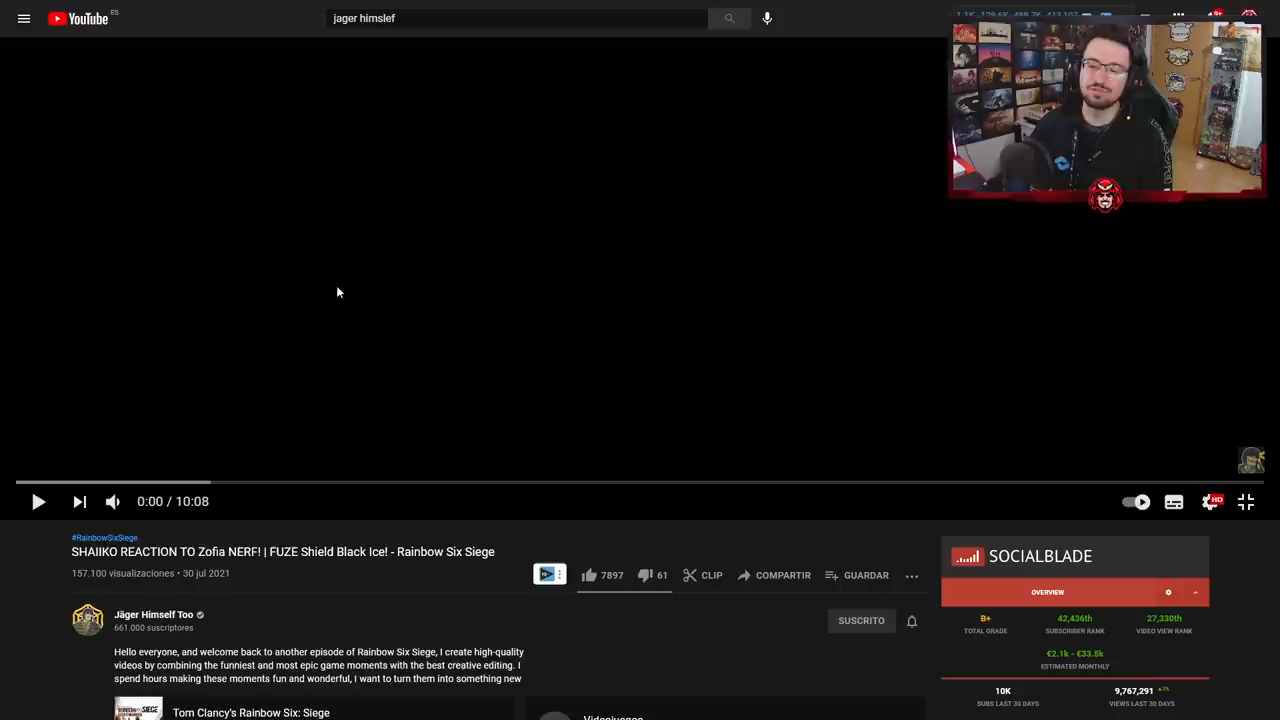 YouTube ES
jager himslef
0:00 / 10:08
HD
#RainbowSixSiege
SHAIIKO REACTION TO Zofia NERF! | FUZE Shield Black Ice! - Rainbow Six Siege
157.100 visualizaciones • 30 jul 2021
7897
61
CLIP
COMPARTIR
GUARDAR
Jäger Himself Too
661.000 suscriptores
SUSCRITO
Hello everyone, and welcome back to another episode of Rainbow Six Siege, I create high-quality
videos by combining the funniest and most epic game moments with the best creative editing. I
spend hours making these moments fun and wonderful, I want to turn them into something new
Tom Clancy's Rainbow Six: Siege
Videojuegos
SOCIALBLADE
OVERVIEW
B+
42,436th
27,330th
TOTAL GRADE
SUBSCRIBER RANK
VIDEO VIEW RANK
€2.1k - €33.5k
ESTIMATED MONTHLY
10K
9,767,291
SUBS LAST 30 DAYS
VIEWS LAST 30 DAYS